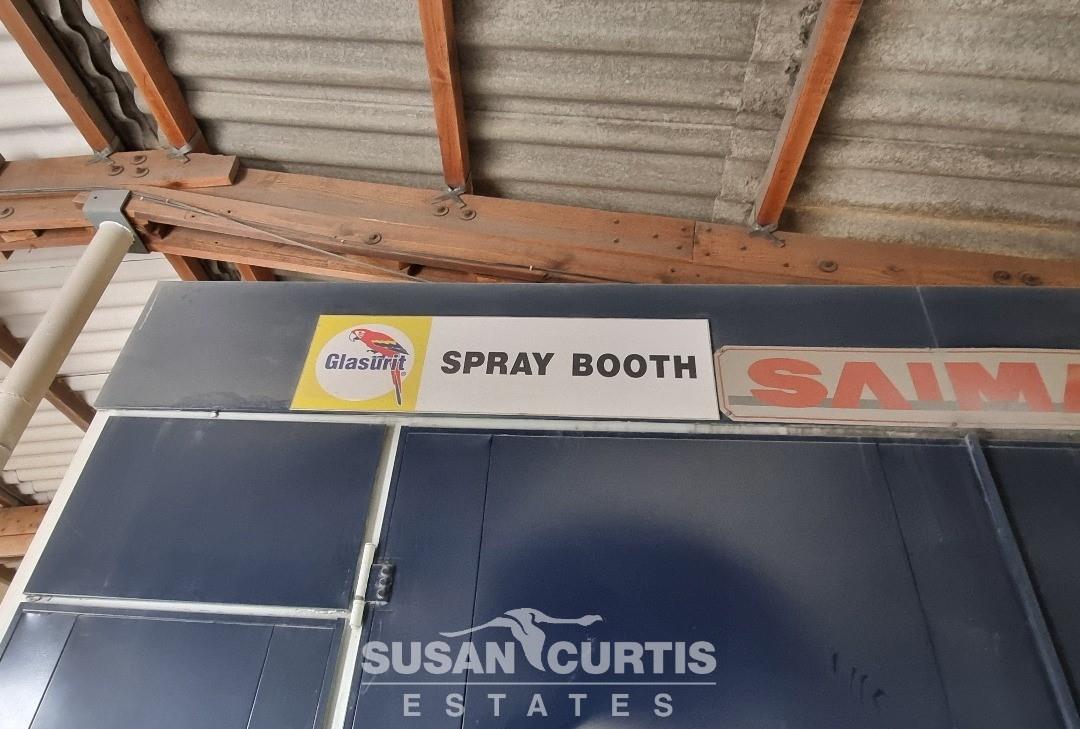 Glasurit
SPRAY BOOTH
SUSAN CURTIS
ESTATES